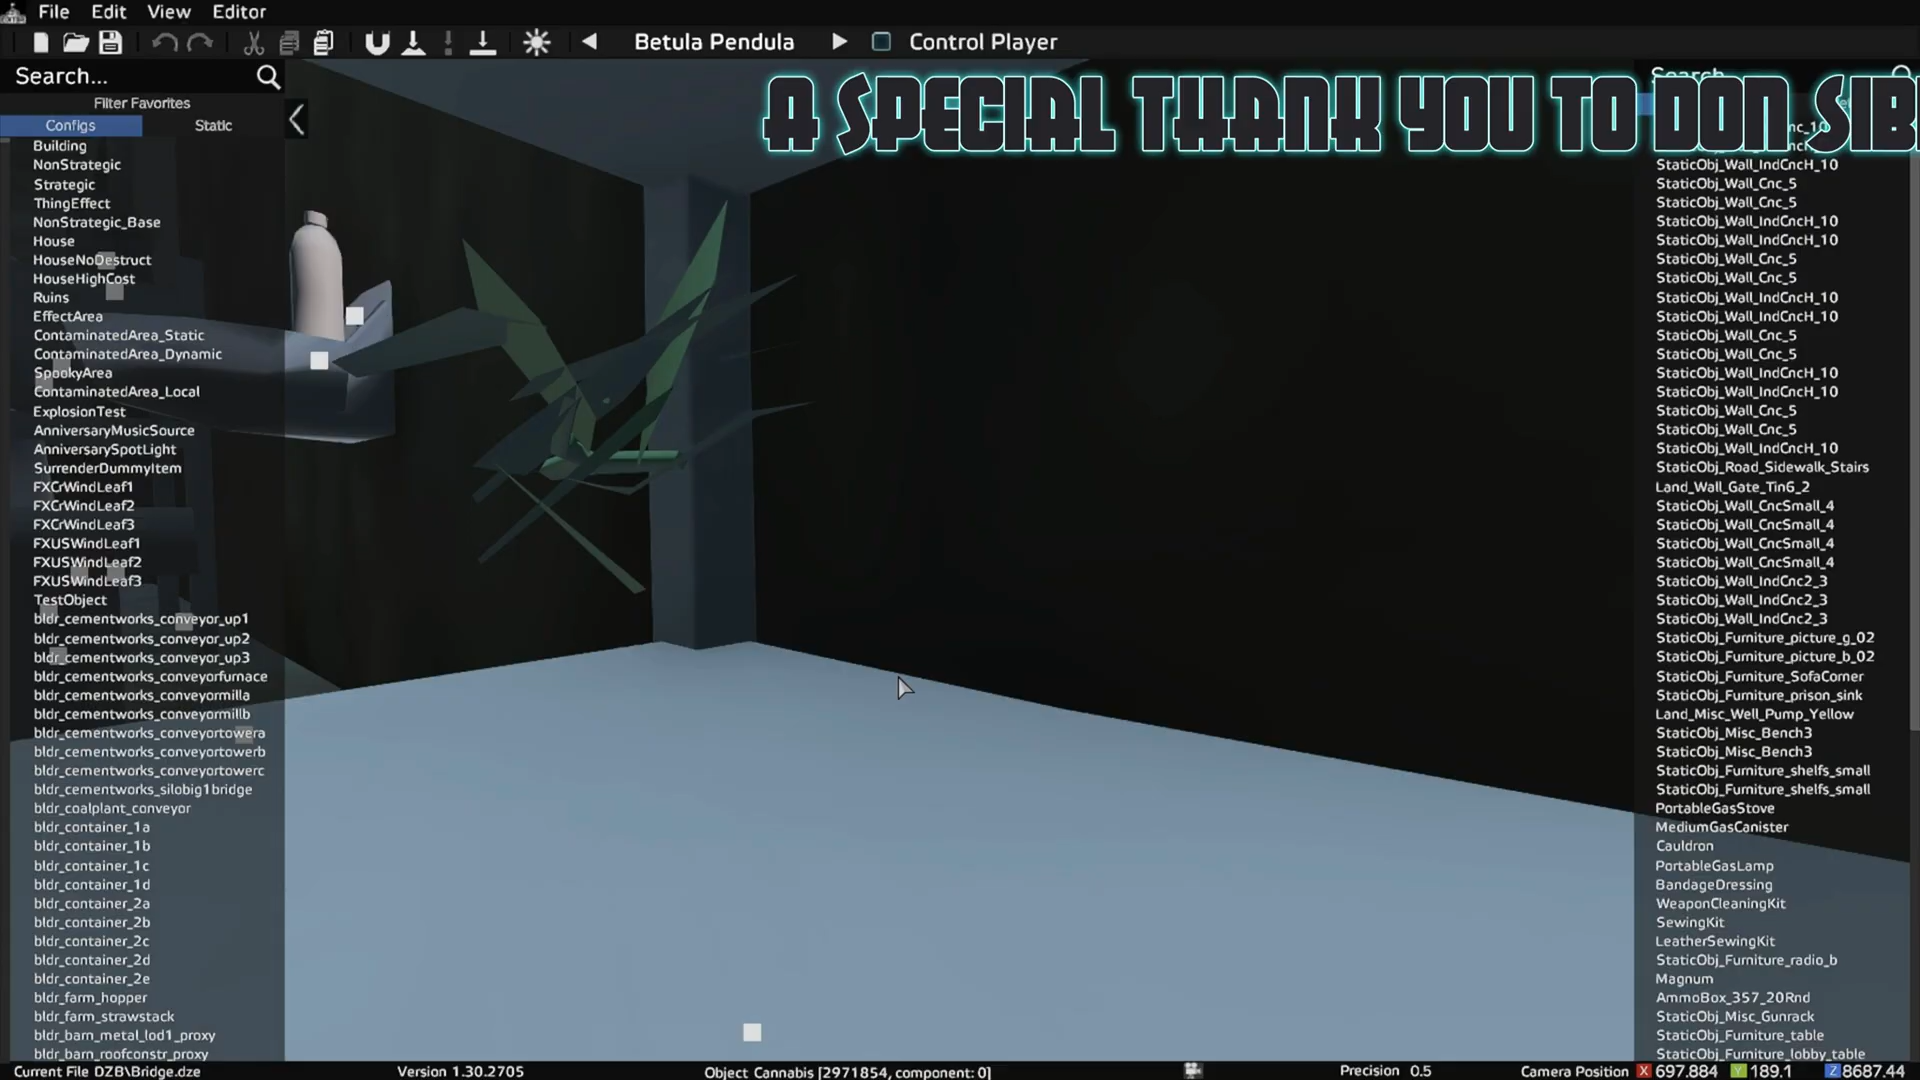 File Edit View Editor
Betula Pendula Control Player
Search...
Filter Favorites
Configs Static
Building
NonStrategic
Strategic
ThingEffect
NonStrategic_Base
House
HouseNoDestruct
HouseHighCost
Ruins
EffectArea
ContaminatedArea_Static
ContaminatedArea_Dynamic
SpookyArea
ContaminatedArea_Local
ExplosionTest
AnniversaryMusicSource
AnniversarySpotLight
SurrenderDummyItem
FXCrWindLeaf1
FXCrWindLeaf2
FXCrWindLeaf3
FXUSWindLeaf1
FXUSWindLeaf2
FXUSWindLeaf3
TestObject
bldr_cementworks_conveyor_up1
bldr_cementworks_conveyor_up2
bldr_cementworks_conveyor_up3
bldr_cementworks_conveyorfurnace
bldr_cementworks_conveyormilla
bldr_cementworks_conveyormillb
bldr_cementworks_conveyortowera
bldr_cementworks_conveyortowerb
bldr_cementworks_conveyortowerc
bldr_cementworks_silobig1bridge
bldr_coalplant_conveyor
bldr_container_1a
bldr_container_1b
bldr_container_1c
bldr_container_1d
bldr_container_2a
bldr_container_2b
bldr_container_2c
bldr_container_2d
bldr_container_2e
bldr_farm_hopper
bldr_farm_strawstack
bldr_barn_metal_lod1_proxy
bldr_barn_roofconstr_proxy
A SPECIAL THANK YOU TO DON SIB
Search
StaticObj_Wall_IndCncH_10
StaticObj_Wall_Cnc_5
StaticObj_Wall_Cnc_5
StaticObj_Wall_IndCncH_10
StaticObj_Wall_IndCncH_10
StaticObj_Wall_Cnc_5
StaticObj_Wall_Cnc_5
StaticObj_Wall_IndCncH_10
StaticObj_Wall_IndCncH_10
StaticObj_Wall_Cnc_5
StaticObj_Wall_Cnc_5
StaticObj_Wall_IndCncH_10
StaticObj_Wall_IndCncH_10
StaticObj_Wall_Cnc_5
StaticObj_Wall_Cnc_5
StaticObj_Wall_IndCncH_10
StaticObj_Road_Sidewalk_Stairs
Land_Wall_Gate_Tin6_2
StaticObj_Wall_CncSmall_4
StaticObj_Wall_CncSmall_4
StaticObj_Wall_CncSmall_4
StaticObj_Wall_CncSmall_4
StaticObj_Wall_IndCnc2_3
StaticObj_Wall_IndCnc2_3
StaticObj_Wall_IndCnc2_3
StaticObj_Furniture_picture_g_02
StaticObj_Furniture_picture_b_02
StaticObj_Furniture_SofaCorner
StaticObj_Furniture_prison_sink
Land_Misc_Well_Pump_Yellow
StaticObj_Misc_Bench3
StaticObj_Misc_Bench3
StaticObj_Furniture_shelfs_small
StaticObj_Furniture_shelfs_small
PortableGasStove
MediumGasCanister
Cauldron
PortableGasLamp
BandageDressing
WeaponCleaningKit
SewingKit
LeatherSewingKit
StaticObj_Furniture_radio_b
Magnum
AmmoBox_357_20Rnd
StaticObj_Misc_Gunrack
StaticObj_Furniture_table
StaticObj_Furniture_lobby_table
Current File DZB\Bridge.dze Version 1.30.2705 Object Cannabis [2971854, component: 0] Precision 0.5 Camera Position X 697.884 Y 189.1 Z 8687.44